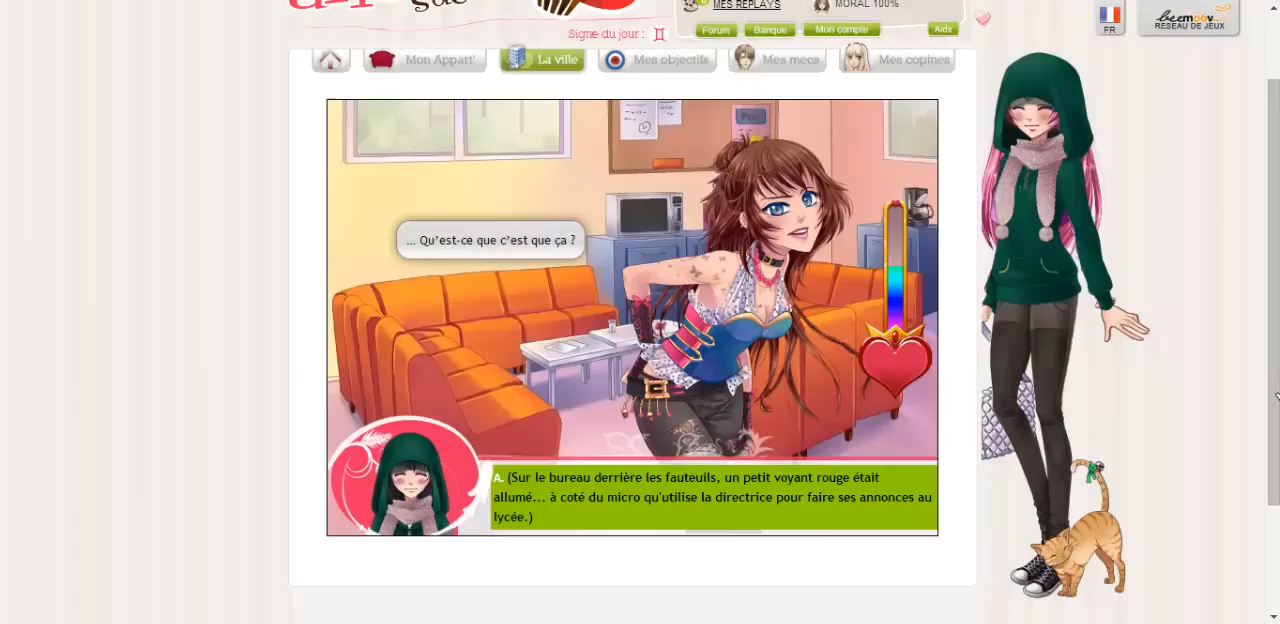 MES REPLAYS
MORAL 100%
Signe du jour :
Forum
Banque
Mon compte
Aide
FR
beemoov
RESEAU DE JEUX
Mon Appart'
La ville
Mes objectifs
Mes mecs
Mes copines
... Qu'est-ce que c'est que ça ?
A. (Sur le bureau derrière les fauteuils, un petit voyant rouge était
allumé... à coté du micro qu'utilise la directrice pour faire ses annonces au
lycée.)